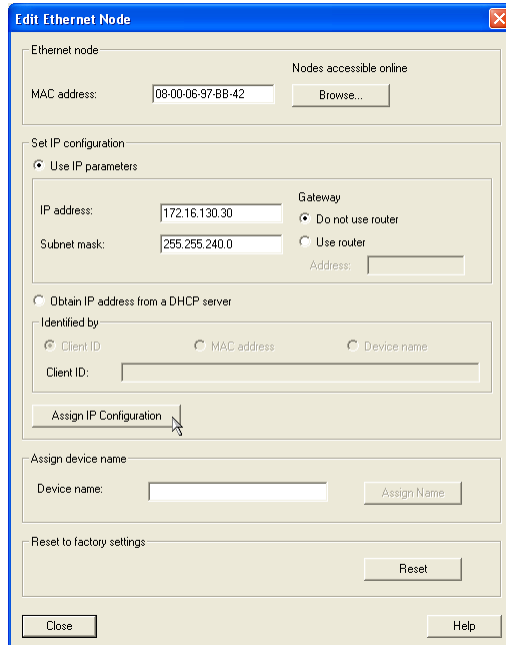 Edit Ethernet Node
Ethernet node
Nodes accessible online
MAC address: 08-00-06-97-BB-42 Browse...
Set IP configuration
Use IP parameters
Gateway
IP address: 172.16.130.30 Do not use router
Subnet mask: 255.255.240.0 Use router
Address:
Obtain IP address from a DHCP server
Identified by
Client ID MAC address Device name
Client ID:
Assign IP Configuration
Assign device name
Device name: Assign Name
Reset to factory settings
Reset
Close Help